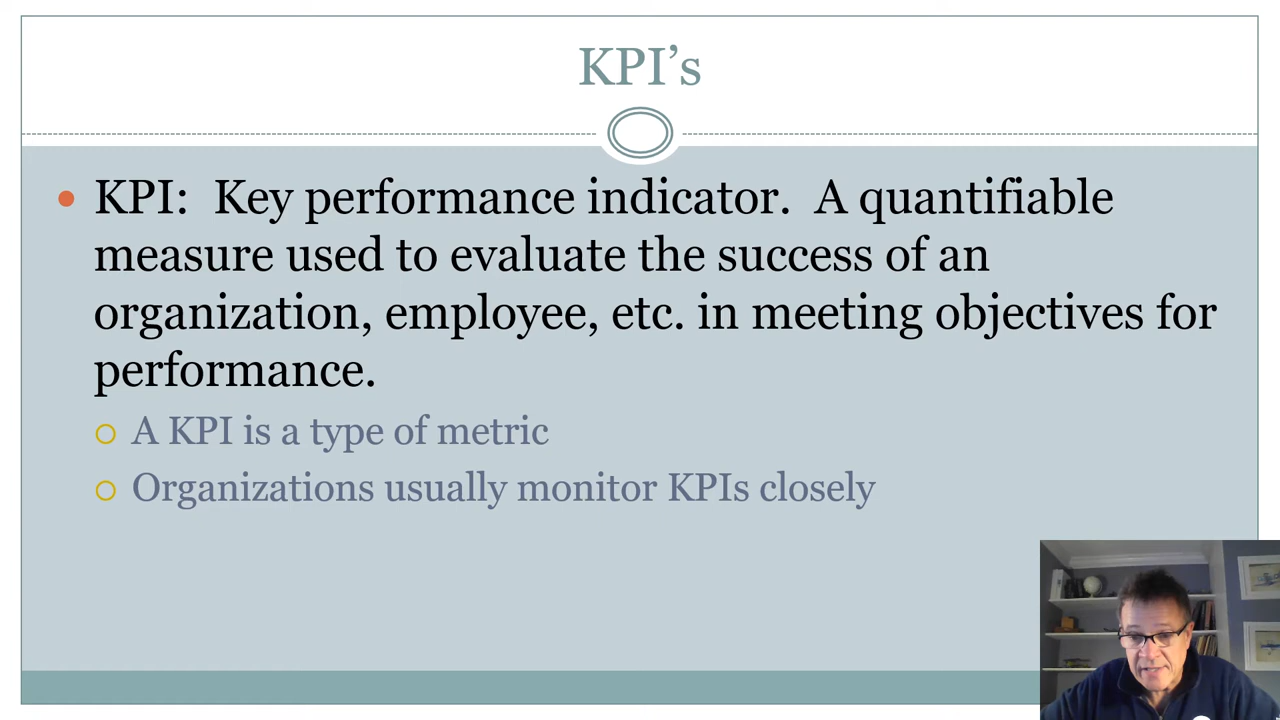 KPI’s
KPI:  Key performance indicator.  A quantifiable
measure used to evaluate the success of an
organization, employee, etc. in meeting objectives for
performance.
A KPI is a type of metric
Organizations usually monitor KPIs closely